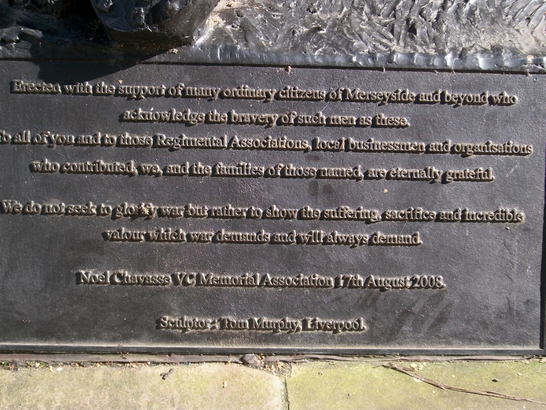 Erected with the support of many ordinary citizens of Merseyside and beyond who
acknowledge the bravery of such men as these.
To all of you and to those Regimental Associations, local businessmen and organisations
who contributed, we, and the families of those named, are eternally grateful.
We do not seek to glorify war but rather to show the suffering, sacrifice and incredible
valour which war demands and will always demand.
Noel Chavasse VC Memorial Association 17th August 2008.
Sculptor - Tom Murphy, Liverpool.